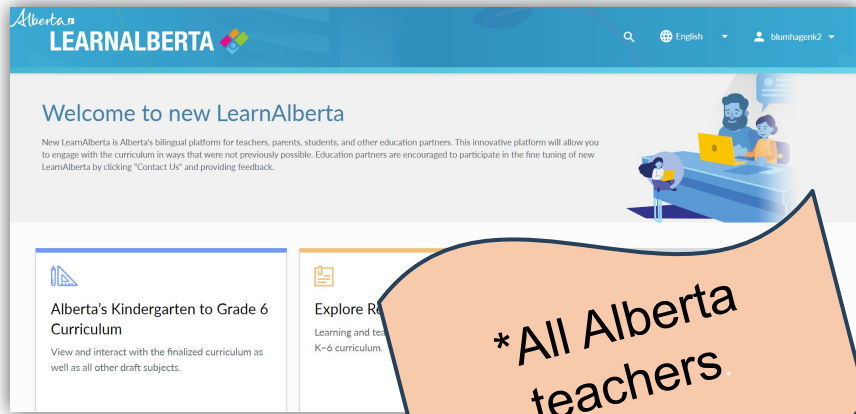 Alberta
LEARNALBERTA
English
blumhagenk2
Welcome to new LearnAlberta
New LearnAlberta is Alberta's bilingual platform for teachers, parents, students, and other education partners. This innovative platform will allow you
to engage with the curriculum in ways that were not previously possible. Education partners are encouraged to participate in the fine tuning of new
LearnAlberta by clicking "Contact Us" and providing feedback.
Alberta's Kindergarten to Grade 6
Curriculum
View and interact with the finalized curriculum as
well as all other draft subjects.
Explore
Learning and
K–6 curriculum.
*All Alberta
teachers